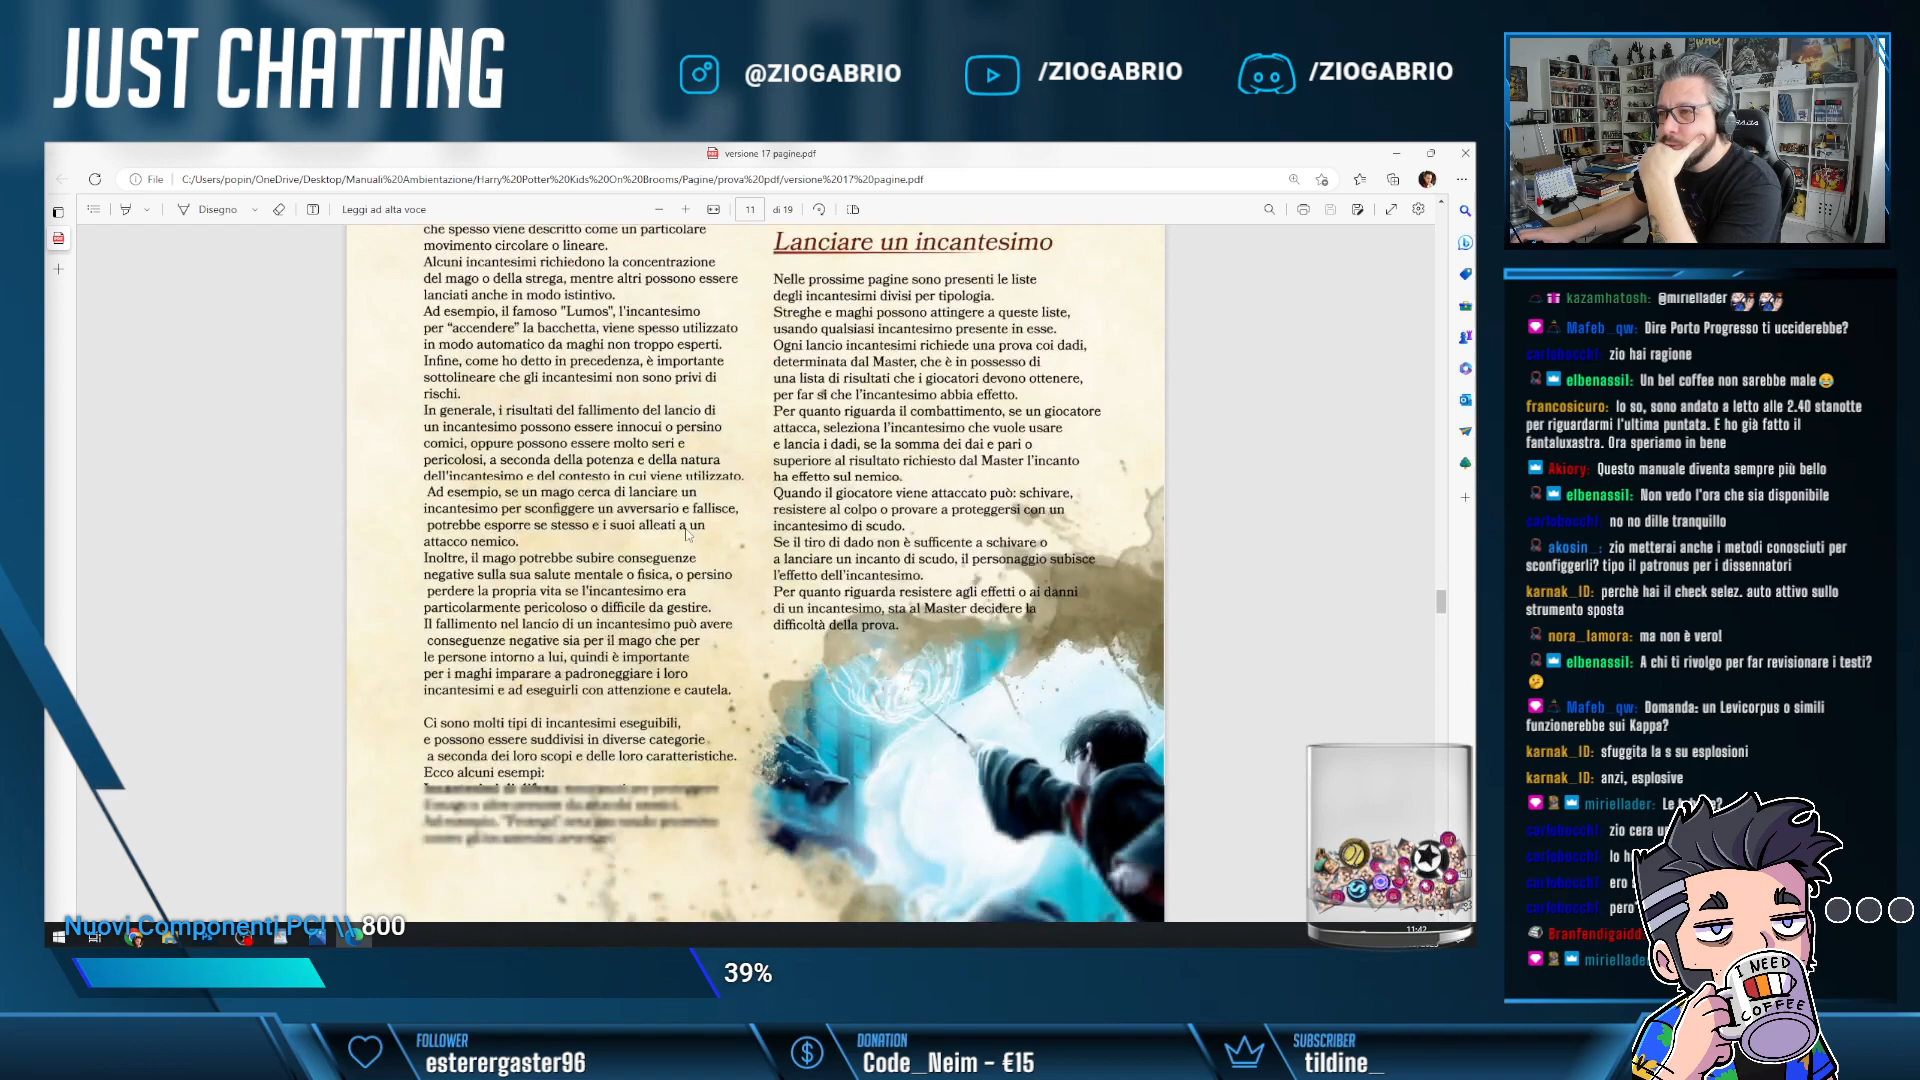 JUST CHATTING
@ZIOGABRIO
/ZIOGABRIO
/ZIOGABRIO
versione 17 pagine.pdf
File
C:/Users/popin/OneDrive/Desktop/Manuali%20Ambientazione/Harry%20Potter%20Kids%20On%20Brooms/Pagine/prova%20pdf/versione%2017%20pagine.pdf
Disegno
Leggi ad alta voce
11
di 19
che spesso viene descritto come un particolare
movimento circolare o lineare.
Alcuni incantesimi richiedono la concentrazione
del mago o della strega, mentre altri possono essere
lanciati anche in modo istintivo.
Ad esempio, il famoso "Lumos", l'incantesimo
per “accendere” la bacchetta, viene spesso utilizzato
in modo automatico da maghi non troppo esperti.
Infine, come ho detto in precedenza, è importante
sottolineare che gli incantesimi non sono privi di
rischi.
In generale, i risultati del fallimento del lancio di
un incantesimo possono essere innocui o persino
comici, oppure possono essere molto seri e
pericolosi, a seconda della potenza e della natura
dell'incantesimo e del contesto in cui viene utilizzato.
Ad esempio, se un mago cerca di lanciare un
incantesimo per sconfiggere un avversario e fallisce,
potrebbe esporre se stesso e i suoi alleati a un
attacco nemico.
Inoltre, il mago potrebbe subire conseguenze
negative sulla sua salute mentale o fisica, o persino
perdere la propria vita se l'incantesimo era
particolarmente pericoloso o difficile da gestire.
Il fallimento nel lancio di un incantesimo può avere
conseguenze negative sia per il mago che per
le persone intorno a lui, quindi è importante
per i maghi imparare a padroneggiare i loro
incantesimi e ad eseguirli con attenzione e cautela.
Ci sono molti tipi di incantesimi eseguibili,
e possono essere suddivisi in diverse categorie
a seconda dei loro scopi e delle loro caratteristiche.
Ecco alcuni esempi:
Lanciare un incantesimo
Nelle prossime pagine sono presenti le liste
degli incantesimi divisi per tipologia.
Streghe e maghi possono attingere a queste liste,
usando qualsiasi incantesimo presente in esse.
Ogni lancio incantesimi richiede una prova coi dadi,
determinata dal Master, che è in possesso di
una lista di risultati che i giocatori devono ottenere,
per far sì che l'incantesimo abbia effetto.
Per quanto riguarda il combattimento, se un giocatore
attacca, seleziona l'incantesimo che vuole usare
e lancia i dadi, se la somma dei dai e pari o
superiore al risultato richiesto dal Master l'incanto
ha effetto sul nemico.
Quando il giocatore viene attaccato può: schivare,
resistere al colpo o provare a proteggersi con un
incantesimo di scudo.
Se il tiro di dado non è sufficente a schivare o
a lanciare un incanto di scudo, il personaggio subisce
l'effetto dell'incantesimo.
Per quanto riguarda resistere agli effetti o ai danni
di un incantesimo, sta al Master decidere la
difficoltà della prova.
11:42
Nuovi Componenti PC! \\ 800
39%
FOLLOWER
esterergaster96
DONATION
Code_Neim - €15
SUBSCRIBER
tildine_
kazamhatosh: @miriellader
Mafeb_qw: Dire Porto Progresso ti ucciderebbe?
carlobocch!: zio hai ragione
elbenassil: Un bel coffee non sarebbe male😂
francosicuro: lo so, sono andato a letto alle 2.40 stanotte
per riguardarmi l'ultima puntata. E ho già fatto il
fantaluxastra. Ora speriamo in bene
Akiory: Questo manuale diventa sempre più bello
elbenassil: Non vedo l'ora che sia disponibile
carlobocch!: no no dille tranquillo
akosin_: zio metterai anche i metodi conosciuti per
sconfiggerli? tipo il patronus per i dissennatori
karnak_ID: perchè hai il check selez. auto attivo sullo
strumento sposta
nora_lamora: ma non è vero!
elbenassil: A chi ti rivolgo per far revisionare i testi?
🤔
Mafeb_qw: Domanda: un Levicorpus o simili
funzionerebbe sui Kappa?
karnak_ID: sfuggita la s su esplosioni
karnak_ID: anzi, esplosive
miriellader: Le
carlobocch!: zio cera
carlobocch!: lo
carlobocch!: ero
carlobocch!: pero
Branfendigaidd
miriellade
I NEED
COFFEE